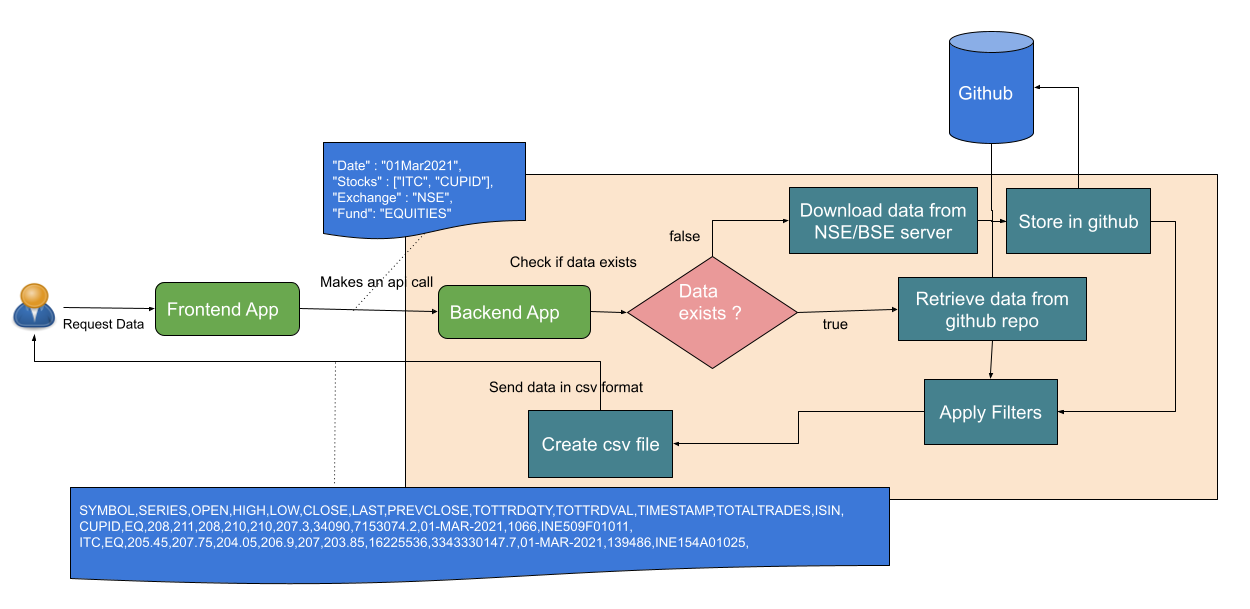 Github
"Date" : "01Mar2021",
"Stocks" : ["ITC", "CUPID"],
"Exchange" : "NSE",
"Fund": "EQUITIES"
Download data from
NSE/BSE server
Store in github
false
Check if data exists
Makes an api call
Data
exists ?
Retrieve data from
github repo
Frontend App
Backend App
Request Data
true
Send data in csv format
Apply Filters
Create csv file
SYMBOL,SERIES,OPEN,HIGH,LOW,CLOSE,LAST,PREVCLOSE,TOTTRDQTY,TOTTRDVAL,TIMESTAMP,TOTALTRADES,ISIN,
CUPID,EQ,208,211,208,210,210,207.3,34090,7153074.2,01-MAR-2021,1066,INE509F01011,
ITC,EQ,205.45,207.75,204.05,206.9,207,203.85,16225536,3343330147.7,01-MAR-2021,139486,INE154A01025,